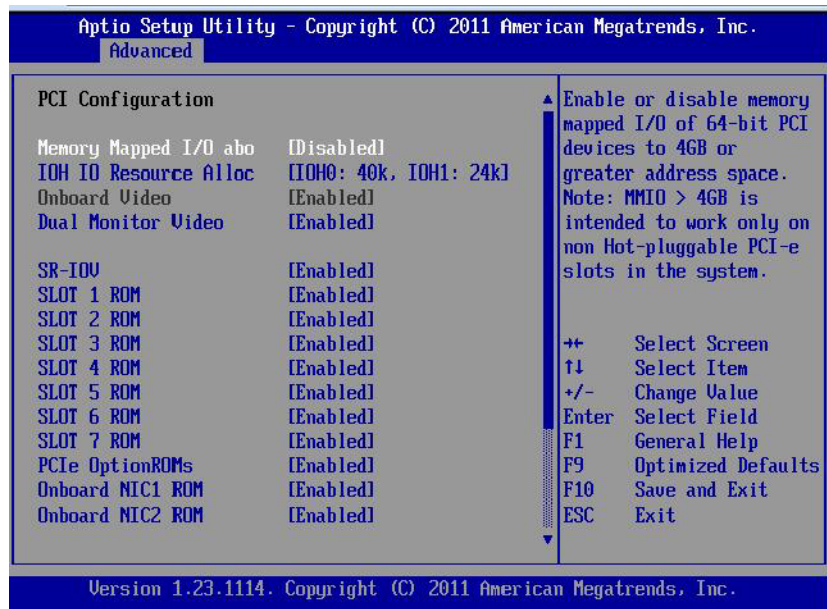 Aptio Setup Utility - Copyright (C) 2011 American Megatrends, Inc.
Advanced
PCI Configuration
Memory Mapped I/O abo [Disabled]
IOH IO Resource Alloc [IOH0: 40k, IOH1: 24k]
Onboard Video [Enabled]
Dual Monitor Video [Enabled]
SR-IOV [Enabled]
SLOT 1 ROM [Enabled]
SLOT 2 ROM [Enabled]
SLOT 3 ROM [Enabled]
SLOT 4 ROM [Enabled]
SLOT 5 ROM [Enabled]
SLOT 6 ROM [Enabled]
SLOT 7 ROM [Enabled]
PCIe OptionROMs [Enabled]
Onboard NIC1 ROM [Enabled]
Onboard NIC2 ROM [Enabled]
Enable or disable memory
mapped I/O of 64-bit PCI
devices to 4GB or
greater address space.
Note: MMIO > 4GB is
intended to work only on
non Hot-pluggable PCI-e
slots in the system.
→← Select Screen
↑↓ Select Item
+/- Change Value
Enter Select Field
F1 General Help
F9 Optimized Defaults
F10 Save and Exit
ESC Exit
Version 1.23.1114. Copyright (C) 2011 American Megatrends, Inc.